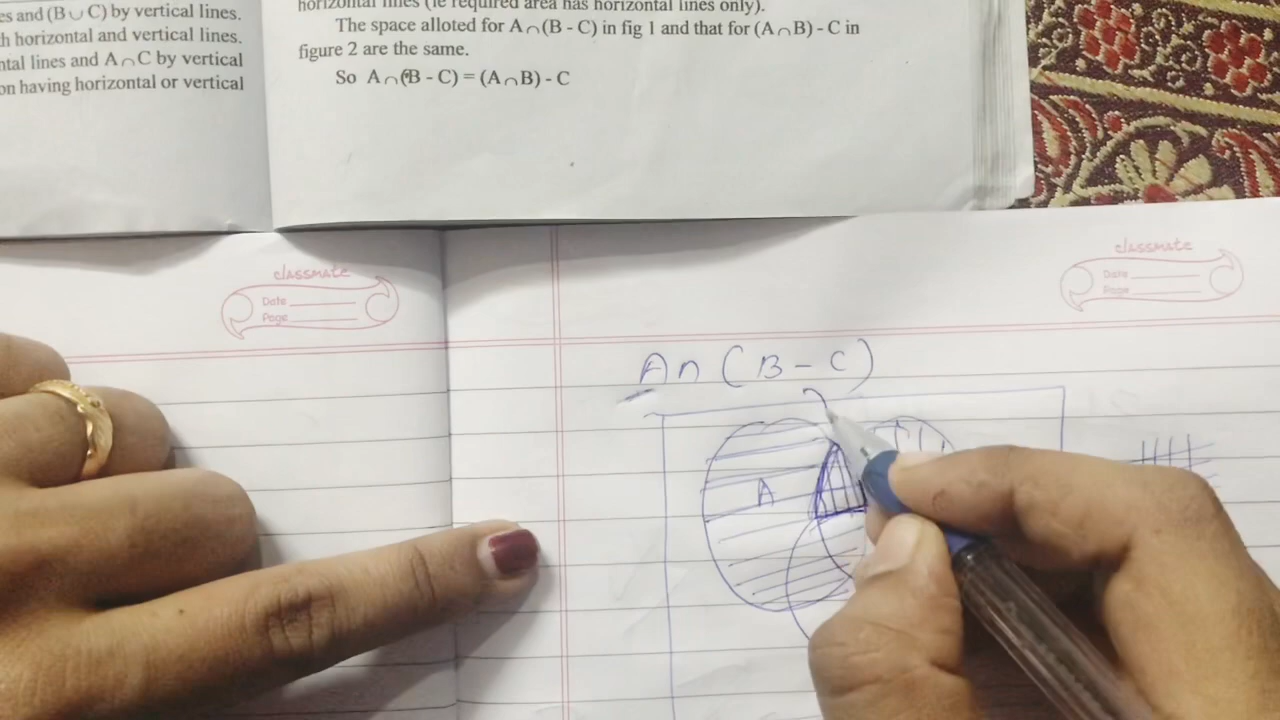 es and (B ∪ C) by vertical lines.
h horizontal and vertical lines.
ntal lines and A ∩ C by vertical
on having horizontal or vertical
horizontal lines (ie required area has horizontal lines only).
The space alloted for A ∩ (B - C) in fig 1 and that for (A ∩ B) - C in
figure 2 are the same.
So A ∩ (B - C) = (A ∩ B) - C
classmate
Date
Page
classmate
Date
Page
A ∩ (B - C)
A